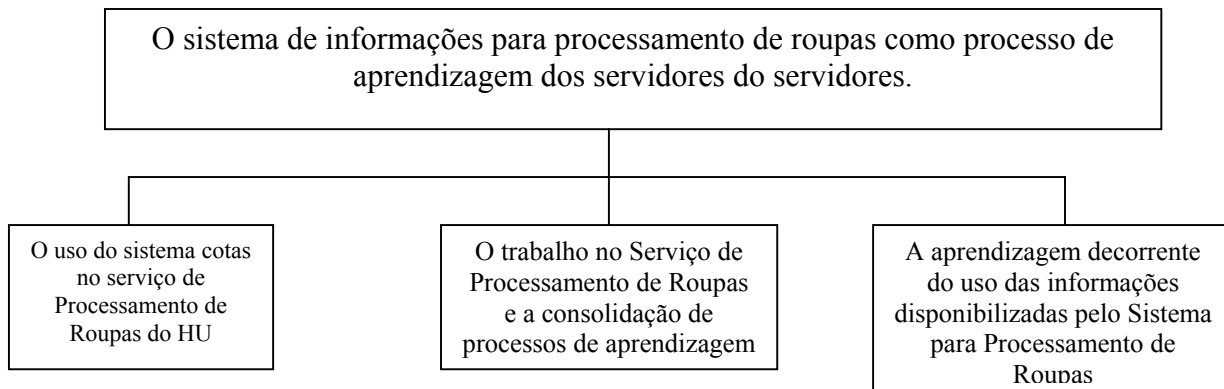 O sistema de informações para processamento de roupas como processo de
aprendizagem dos servidores do servidores.
O uso do sistema cotas
no serviço de
Processamento de
Roupas do HU
O trabalho no Serviço de
Processamento de Roupas
e a consolidação de
processos de aprendizagem
A aprendizagem decorrente
do uso das informações
disponibilizadas pelo Sistema
para Processamento de
Roupas